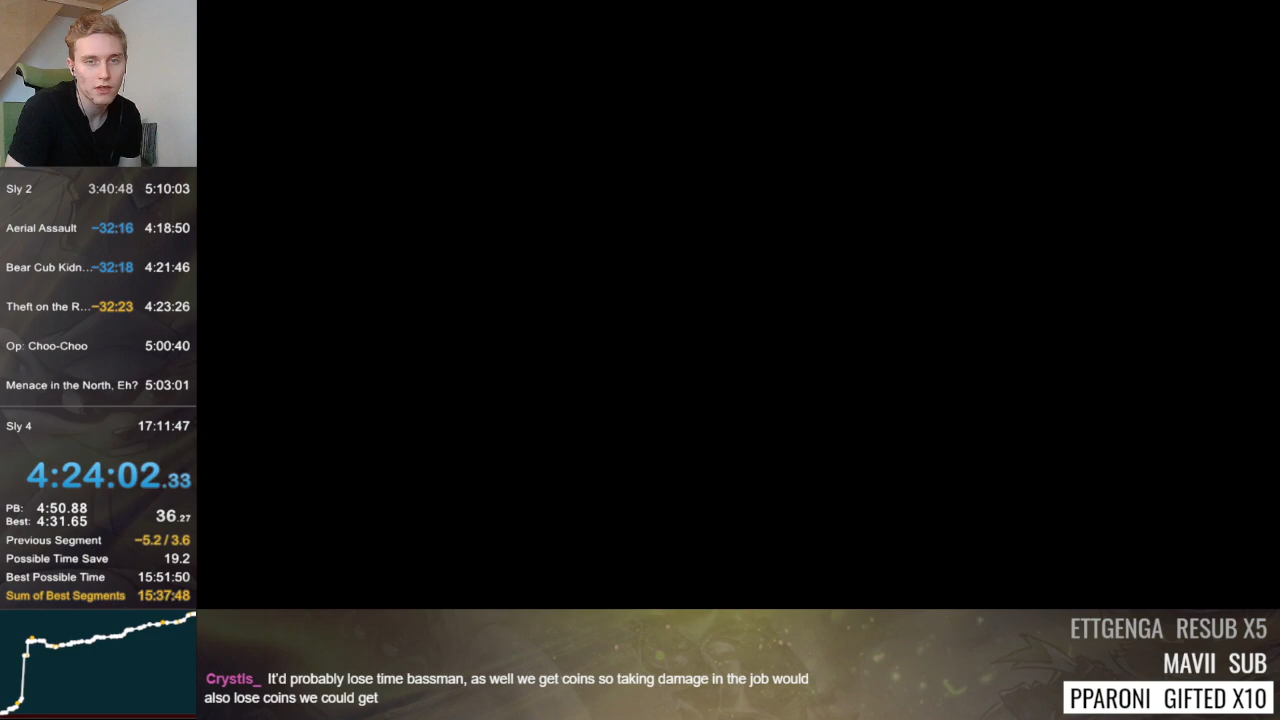 Sly 2 3:40:48 5:10:03
Aerial Assault −32:16 4:18:50
Bear Cub Kidn... −32:18 4:21:46
Theft on the R... −32:23 4:23:26
Op: Choo-Choo 5:00:40
Menace in the North, Eh? 5:03:01
Sly 4 17:11:47
4:24:02.33
PB: 4:50.88
Best: 4:31.65
36.27
Previous Segment −5.2 / 3.6
Possible Time Save 19.2
Best Possible Time 15:51:50
Sum of Best Segments 15:37:48
Crystls_ It'd probably lose time bassman, as well we get coins so taking damage in the job would
also lose coins we could get
ETTGENGA RESUB X5
MAVII SUB
PPARONI GIFTED X10